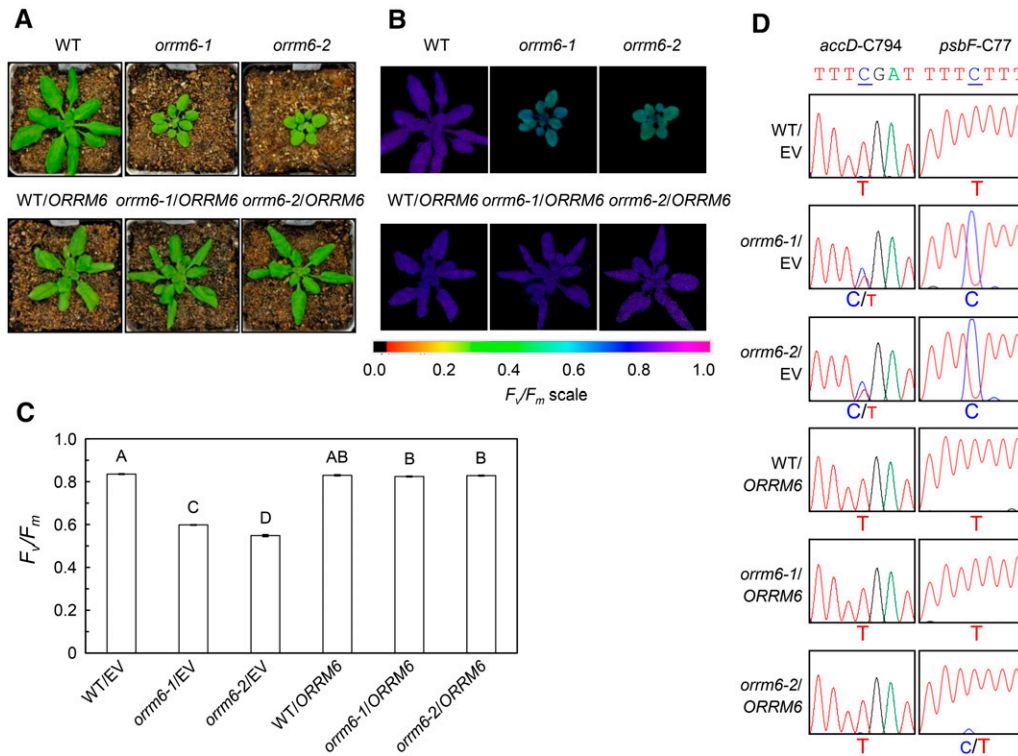 A
WT orrm6-1 orrm6-2
WT/ORRM6 orrm6-1/ORRM6 orrm6-2/ORRM6
B
WT orrm6-1 orrm6-2
WT/ORRM6 orrm6-1/ORRM6 orrm6-2/ORRM6
0.0 0.2 0.4 0.6 0.8 1.0
Fv/Fm scale
C
Fv/Fm
1.0
0.8
0.6
0.4
0.2
0
A C D AB B B
WT/EV orrm6-1/EV orrm6-2/EV WT/ORRM6 orrm6-1/ORRM6 orrm6-2/ORRM6
D
accD-C794 psbF-C77
TTTCGAT TTTCTTT
WT/
EV
T T
orrm6-1/
EV
C/T C
orrm6-2/
EV
C/T C
WT/
ORRM6
T T
orrm6-1/
ORRM6
T T
orrm6-2/
ORRM6
T C/T